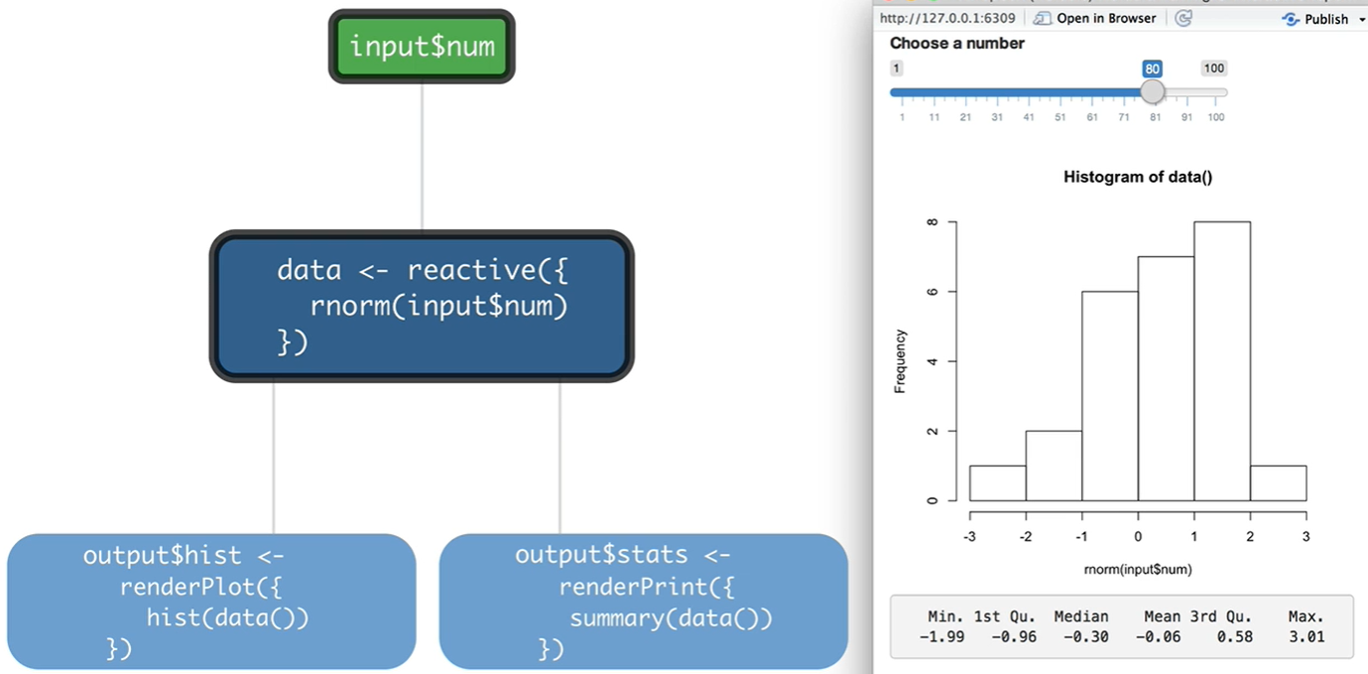 input$num
data <- reactive({
rnorm(input$num)
})
output$hist <-
renderPlot({
hist(data())
})
output$stats <-
renderPrint({
summary(data())
})
http://127.0.0.1:6309 Open in Browser Publish
Choose a number
1 80 100
1 11 21 31 41 51 61 71 81 91 100
Histogram of data()
Frequency
8
6
4
2
0
-3 -2 -1 0 1 2 3
rnorm(input$num)
Min. 1st Qu. Median Mean 3rd Qu. Max.
-1.99 -0.96 -0.30 -0.06 0.58 3.01